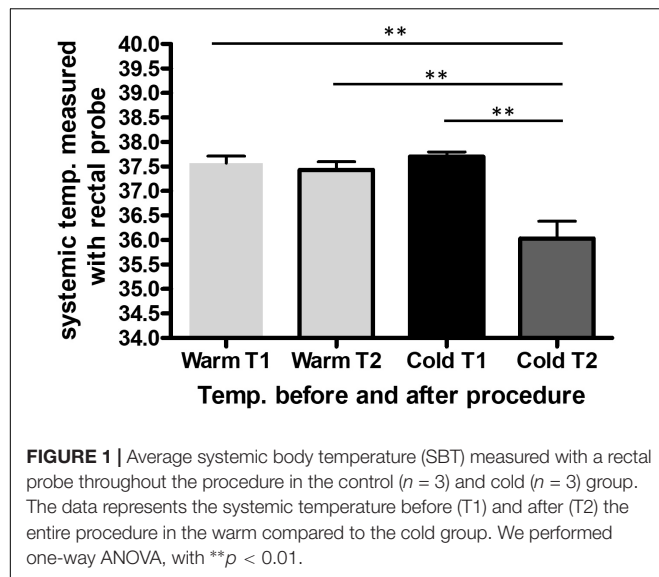 **
**
**
40.0
39.5
39.0
38.5
38.0
37.5
37.0
36.5
36.0
35.5
35.0
34.5
34.0
systemic temp. measured
with rectal probe
Warm T1 Warm T2 Cold T1 Cold T2
Temp. before and after procedure
FIGURE 1 | Average systemic body temperature (SBT) measured with a rectal
probe throughout the procedure in the control (n = 3) and cold (n = 3) group.
The data represents the systemic temperature before (T1) and after (T2) the
entire procedure in the warm compared to the cold group. We performed
one-way ANOVA, with **p < 0.01.